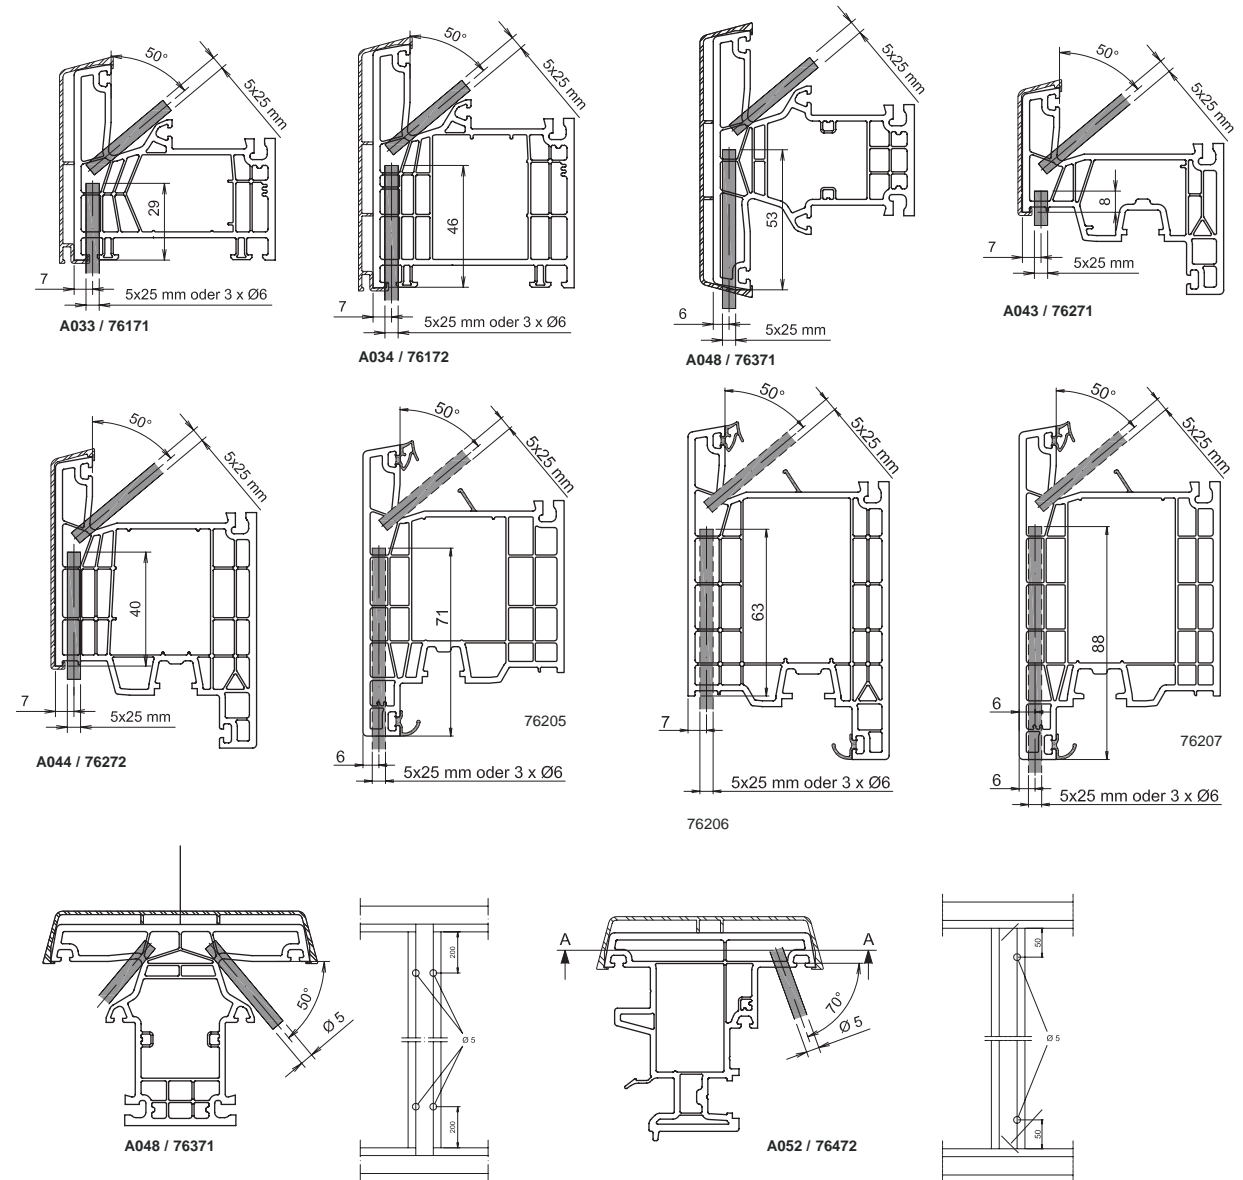 50°
5x25 mm
29
7
5x25 mm oder 3 x Ø6
A033 / 76171
50°
5x25 mm
46
7
5x25 mm oder 3 x Ø6
A034 / 76172
5x25 mm
53
6
5x25 mm
A048 / 76371
50°
5x25 mm
8
7
5x25 mm
A043 / 76271
50°
5x25 mm
40
7
5x25 mm
A044 / 76272
50°
5x25 mm
71
76205
6
5x25 mm oder 3 x Ø6
50°
5x25 mm
63
7
5x25 mm oder 3 x Ø6
76206
50°
5x25 mm
88
6
76207
6
5x25 mm oder 3 x Ø6
50°
Ø 5
A048 / 76371
200
Ø 5
200
A
A
70°
Ø 5
A052 / 76472
50
Ø 5
50